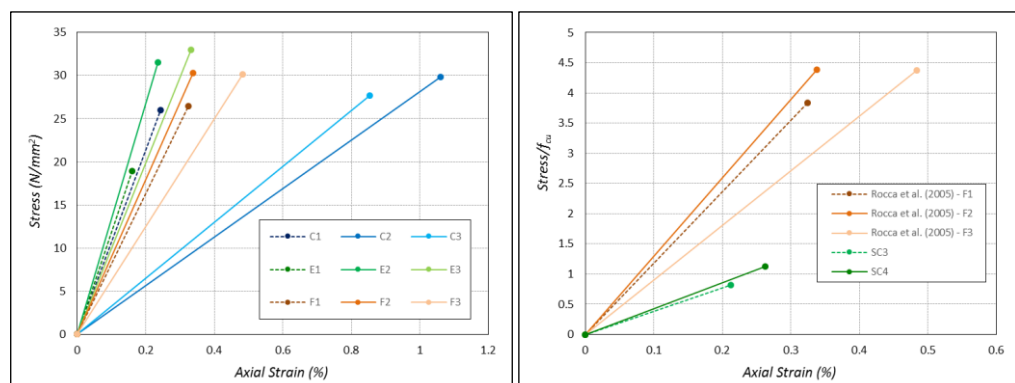 35
30
25
20
15
10
5
0
Stress (N/mm²)
C1 C2 C3
E1 E2 E3
F1 F2 F3
0 0.2 0.4 0.6 0.8 1 1.2
Axial Strain (%)
5
4.5
4
3.5
3
2.5
2
1.5
1
0.5
0
Stress/fcu
Rocca et al. (2005) - F1
Rocca et al. (2005) - F2
Rocca et al. (2005) - F3
SC3
SC4
0 0.1 0.2 0.3 0.4 0.5 0.6
Axial Strain (%)